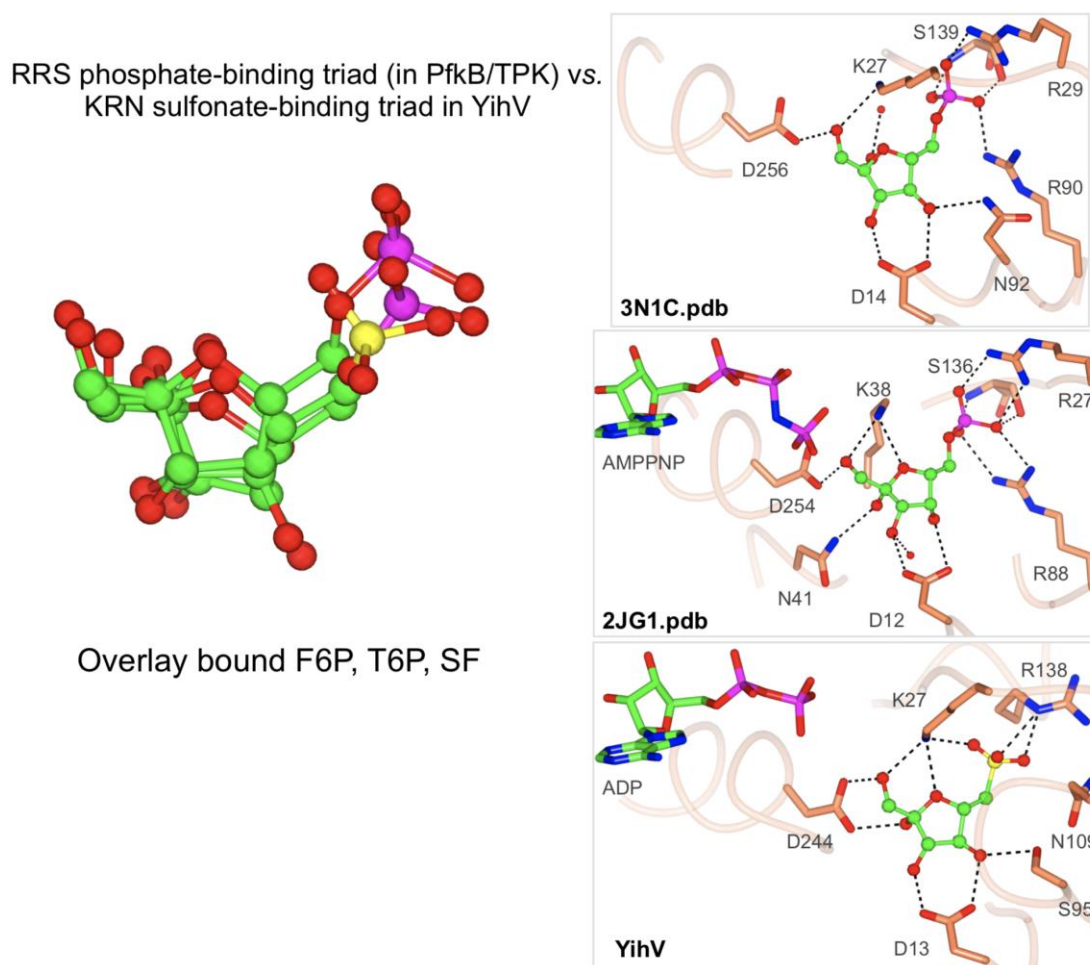 RRS phosphate-binding triad (in PfkB/TPK) vs.
KRN sulfonate-binding triad in YihV
Overlay bound F6P, T6P, SF
S139
K27
R29
D256
R90
N92
D14
3N1C.pdb
S136
K38
R27
AMPPNP
D254
R88
N41
D12
2JG1.pdb
R138
K27
ADP
D244
N109
S95
D13
YihV